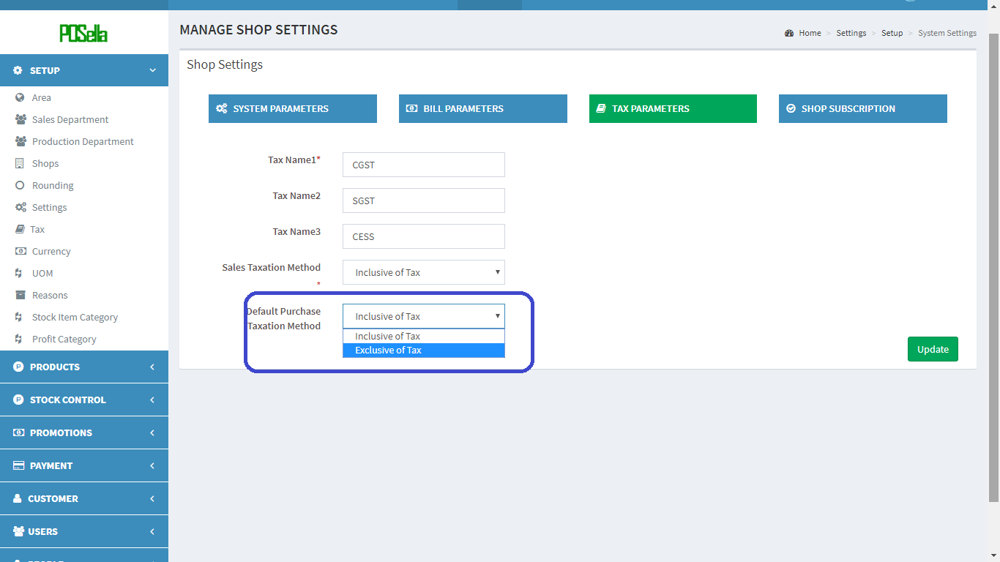 POSella
MANAGE SHOP SETTINGS
Home > Settings > Setup > System Settings
SETUP
Area
Sales Department
Production Department
Shops
Rounding
Settings
Tax
Currency
UOM
Reasons
Stock Item Category
Profit Category
PRODUCTS
STOCK CONTROL
PROMOTIONS
PAYMENT
CUSTOMER
USERS
Shop Settings
SYSTEM PARAMETERS
BILL PARAMETERS
TAX PARAMETERS
SHOP SUBSCRIPTION
Tax Name1*
CGST
Tax Name2
SGST
Tax Name3
CESS
Sales Taxation Method
*
Inclusive of Tax
Default Purchase
Taxation Method
Inclusive of Tax
Inclusive of Tax
Exclusive of Tax
Update